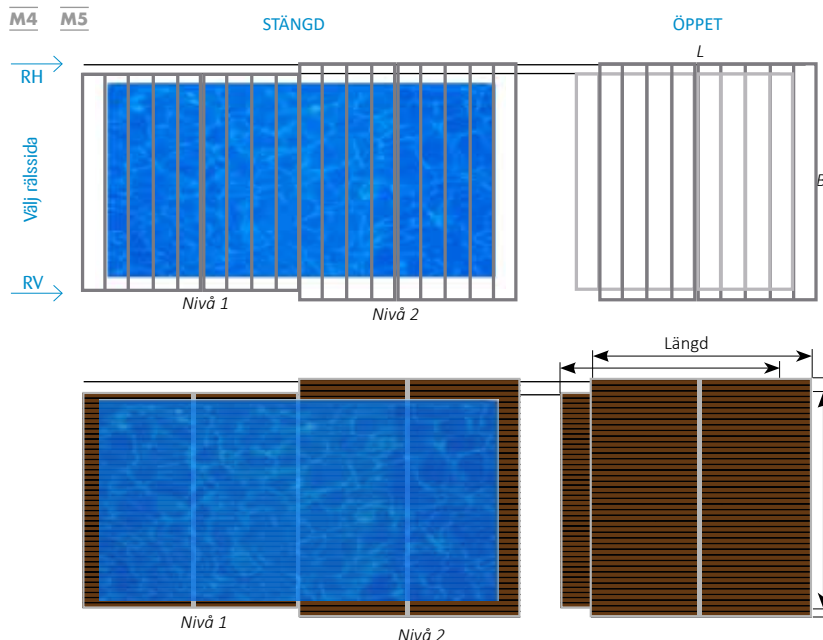 M4 M5
STÄNGD
ÖPPET
L
RH
Välj rälssida
B
RV
Nivå 1
Nivå 2
Längd
Nivå 1
Nivå 2